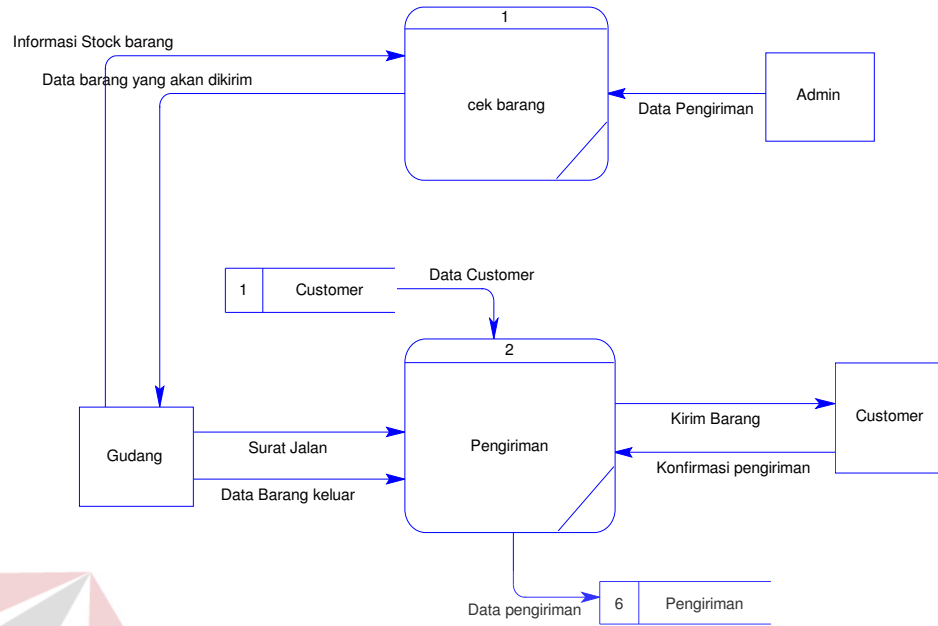 1
Informasi Stock barang
Data barang yang akan dikirim
cek barang
Data Pengiriman
Admin
1
Customer
Data Customer
2
Pengiriman
Gudang
Surat Jalan
Data Barang keluar
Kirim Barang
Konfirmasi pengiriman
Customer
Data pengiriman
6
Pengiriman